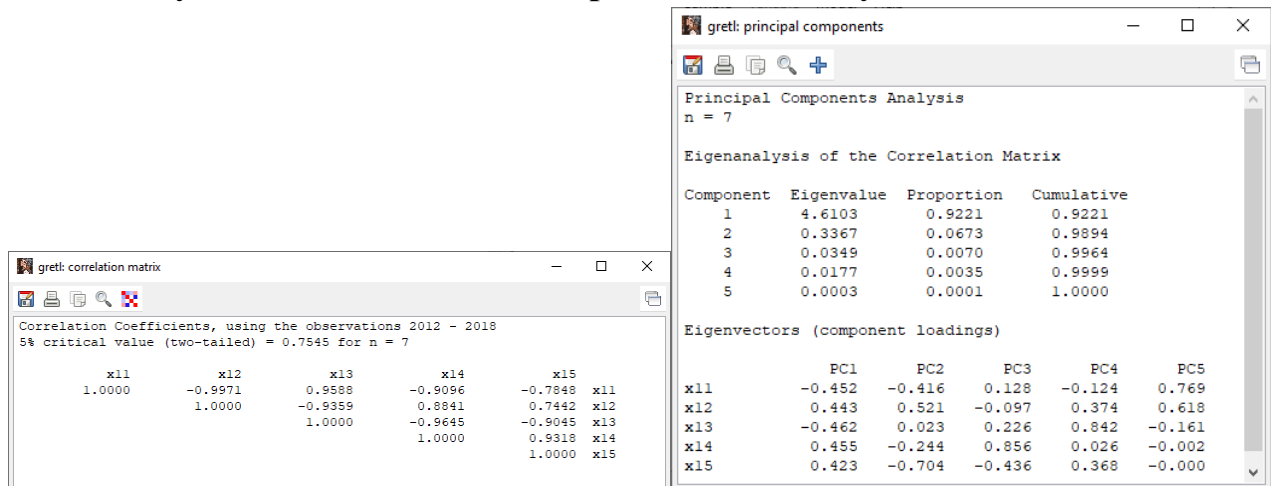 gretl: correlation matrix
Correlation Coefficients, using the observations 2012 - 2018
5% critical value (two-tailed) = 0.7545 for n = 7
x11 x12 x13 x14 x15
1.0000 -0.9971 0.9588 -0.9096 -0.7848 x11
1.0000 -0.9359 0.8841 0.7442 x12
1.0000 -0.9645 -0.9045 x13
1.0000 0.9318 x14
1.0000 x15
gretl: principal components
Principal Components Analysis
n = 7
Eigenanalysis of the Correlation Matrix
Component Eigenvalue Proportion Cumulative
1 4.6103 0.9221 0.9221
2 0.3367 0.0673 0.9894
3 0.0349 0.0070 0.9964
4 0.0177 0.0035 0.9999
5 0.0003 0.0001 1.0000
Eigenvectors (component loadings)
PC1 PC2 PC3 PC4 PC5
x11 -0.452 -0.416 0.128 -0.124 0.769
x12 0.443 0.521 -0.097 0.374 0.618
x13 -0.462 0.023 0.226 0.842 -0.161
x14 0.455 -0.244 0.856 0.026 -0.002
x15 0.423 -0.704 -0.436 0.368 -0.000